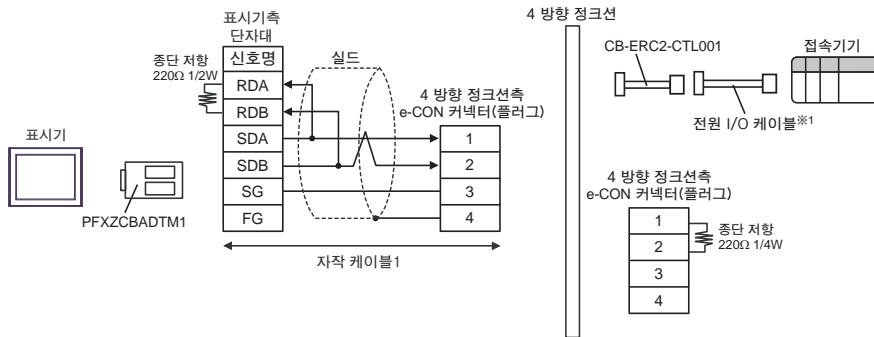 표시기
PFXZCBADTM1
종단 저항
220Ω 1/2W
표시기측
단자대
신호명
RDA
RDB
SDA
SDB
SG
FG
실드
4 방향 정크션측
e-CON 커넥터(플러그)
1
2
3
4
자작 케이블1
4 방향 정크션
CB-ERC2-CTL001
전원 I/O 케이블※1
접속기기
4 방향 정크션측
e-CON 커넥터(플러그)
1
2
3
4
종단 저항
220Ω 1/4W